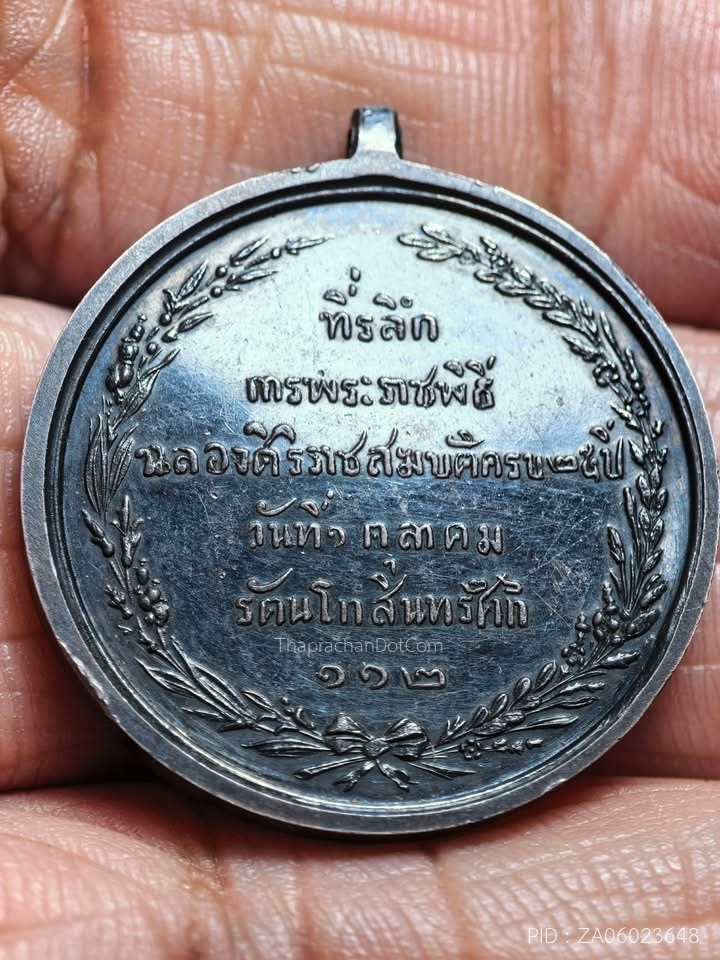 ที่รลึก
การพระราชพิธี
ฉลองศิริราชสมบัติครบ๒๕ปี
วันที่๑ ตุลาคม
รัตนโกสินทรศก
๑๑๒
ThaprachanDotCom
PID : ZA06023648